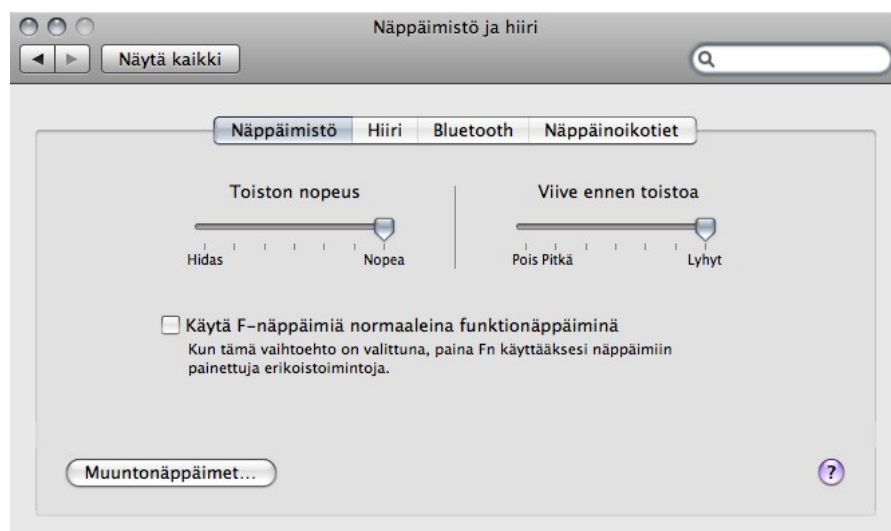 Näppäimistö ja hiiri
Näytä kaikki
Näppäimistö Hiiri Bluetooth Näppäinoikotiet
Toiston nopeus Viive ennen toistoa
Hidas Nopea Pois Pitkä Lyhyt
Käytä F-näppäimiä normaaleina funktionäppäiminä
Kun tämä vaihtoehto on valittuna, paina Fn käyttääksesi näppäimiin
painettuja erikoistoimintoja.
Muuntonäppäimet... ?